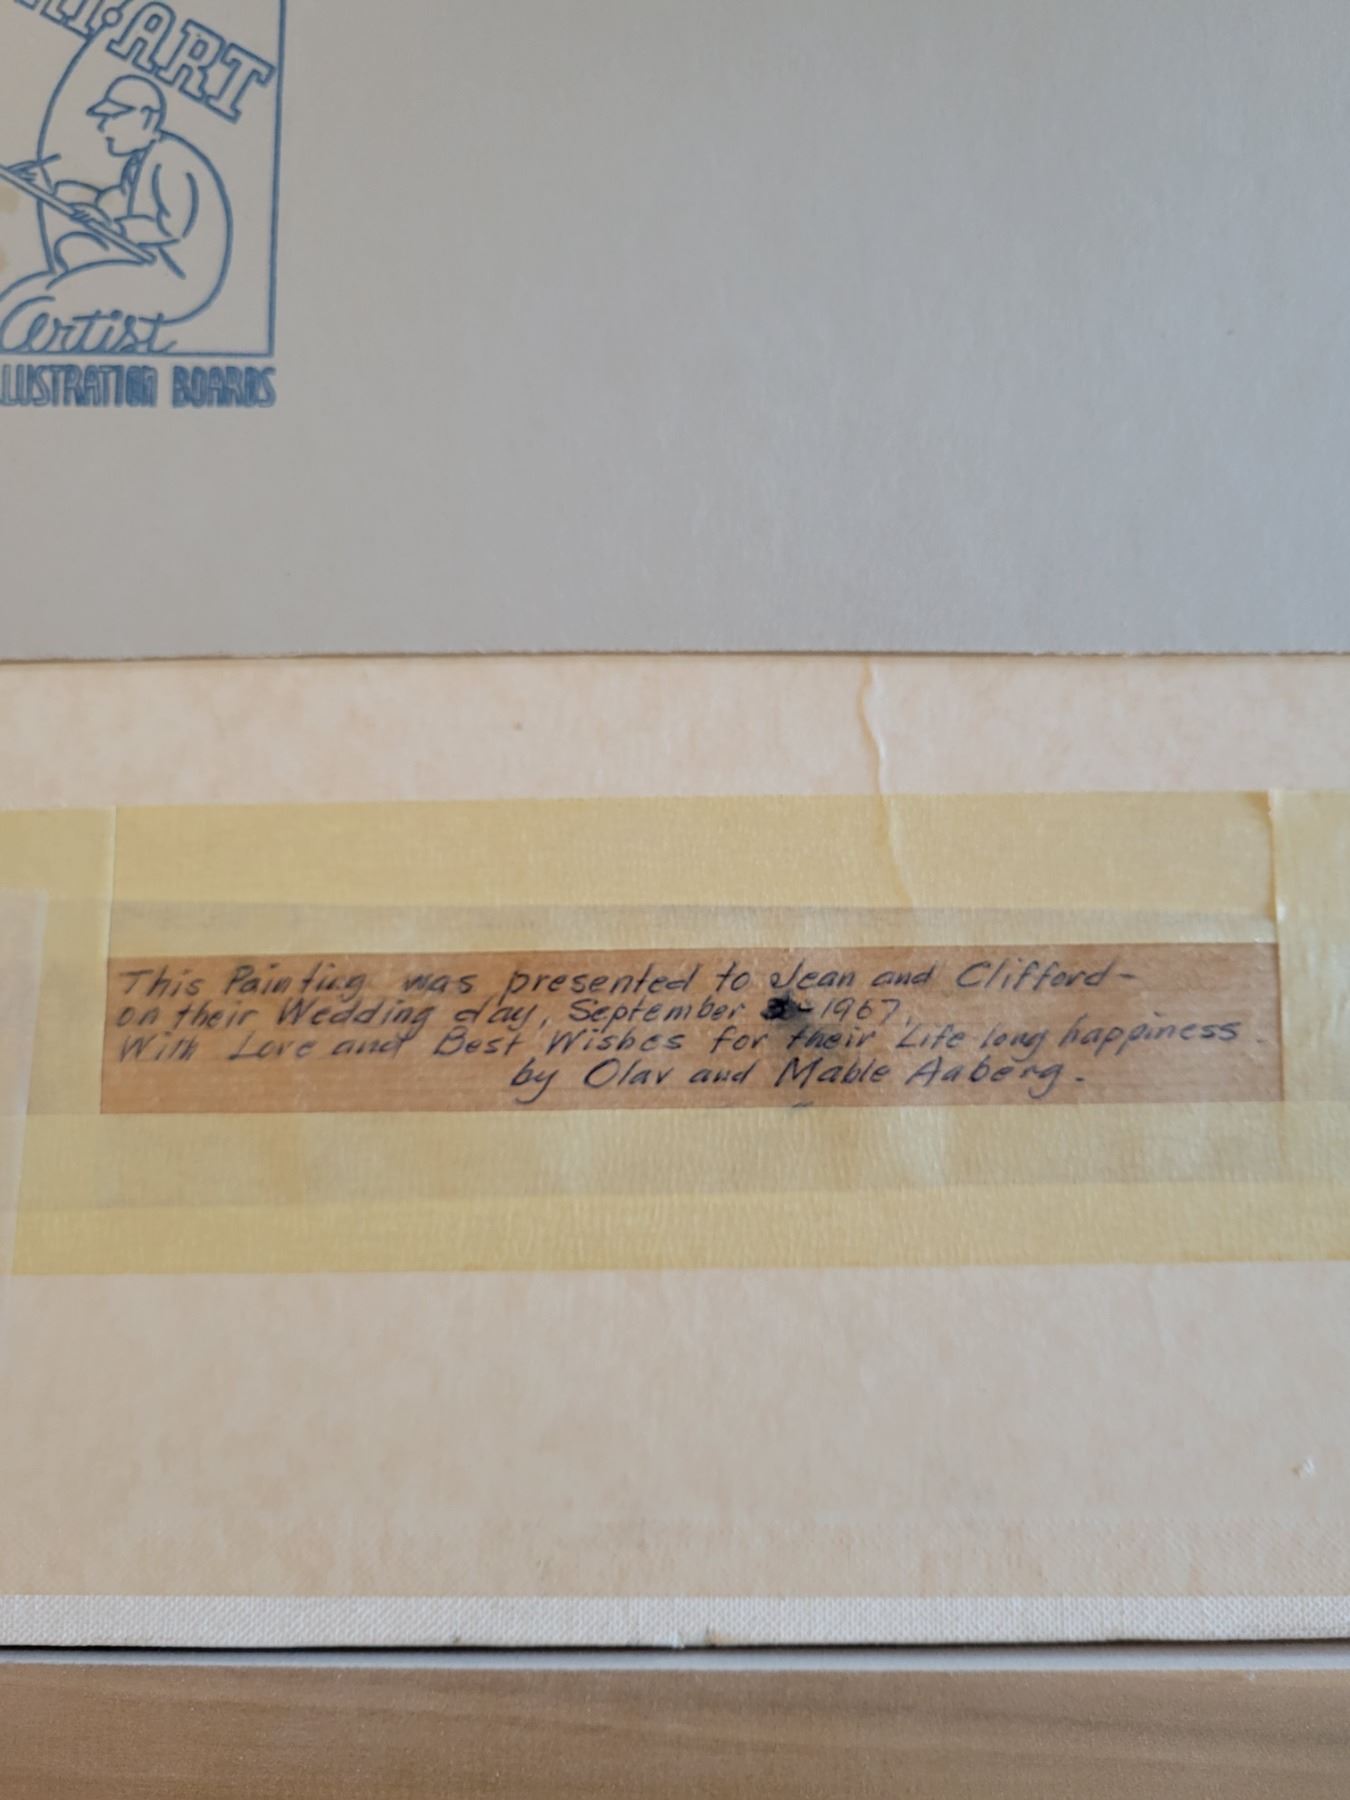 ART
Artist
LLUSTRATION BOARDS
This Painting was presented to Jean and Clifford-
on their Wedding day, September -1967,
With Love and Best Wishes for their Life long happiness.
by Olav and Mable Aaberg.